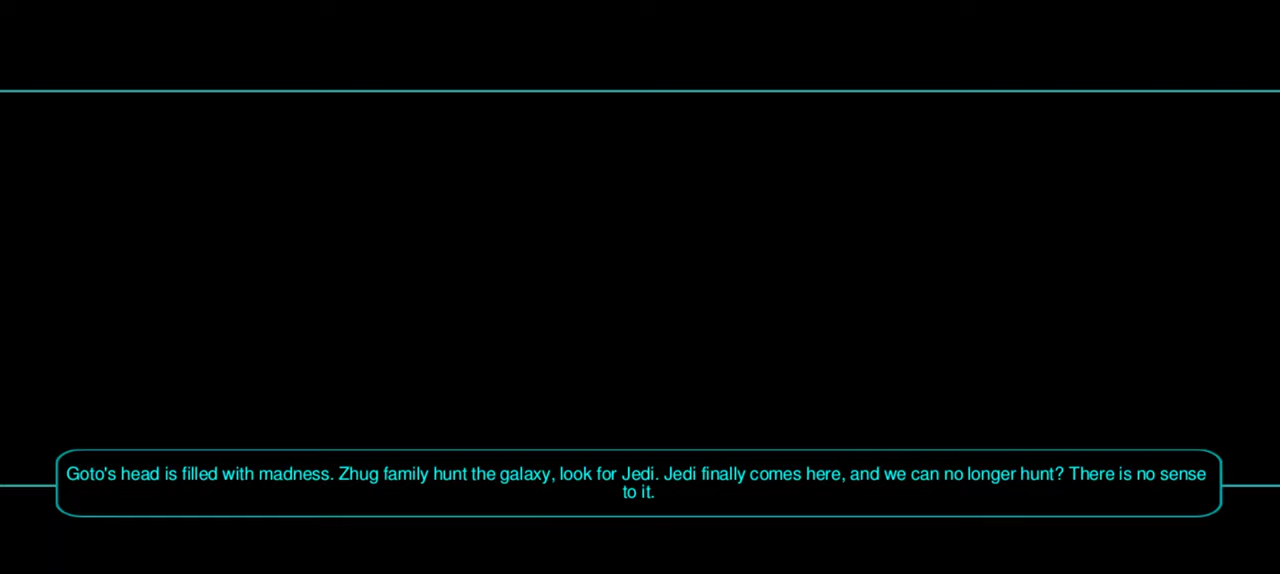 Goto's head is filled with madness. Zhug family hunt the galaxy, look for Jedi. Jedi finally comes here, and we can no longer hunt? There is no sense
to it.